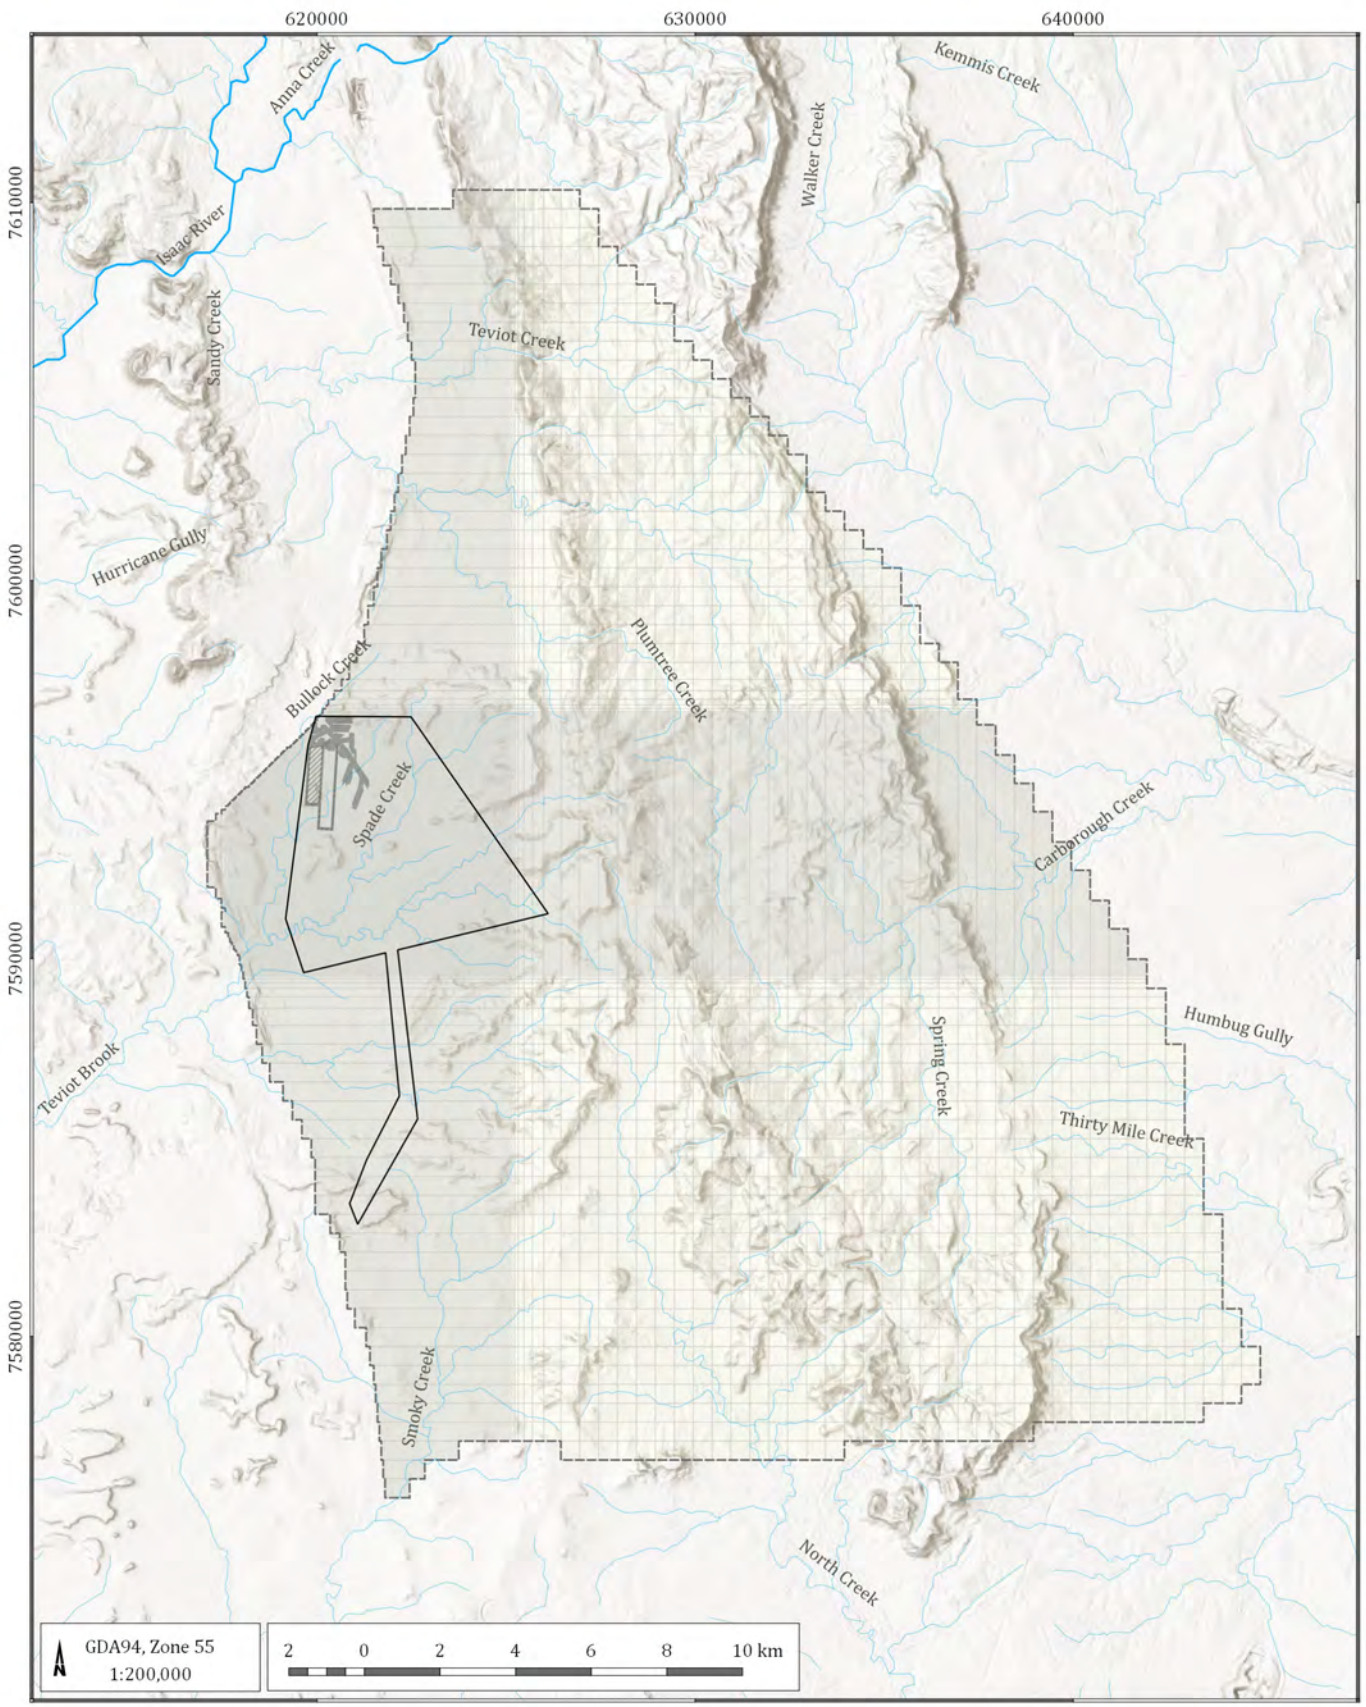 620000
630000
640000
Kemmis Creek
Anna Creek
Walker Creek
7610000
Isaac River
Sandy Creek
Teviot Creek
Hurricane Gully
7600000
Plumtree Creek
Bullock Creek
Spade Creek
Carborough Creek
7590000
Humbug Gully
Spring Creek
Teviot Brook
Thirty Mile Creek
7580000
Smoky Creek
North Creek
N
GDA94, Zone 55
1:200,000
2 0 2 4 6 8 10 km